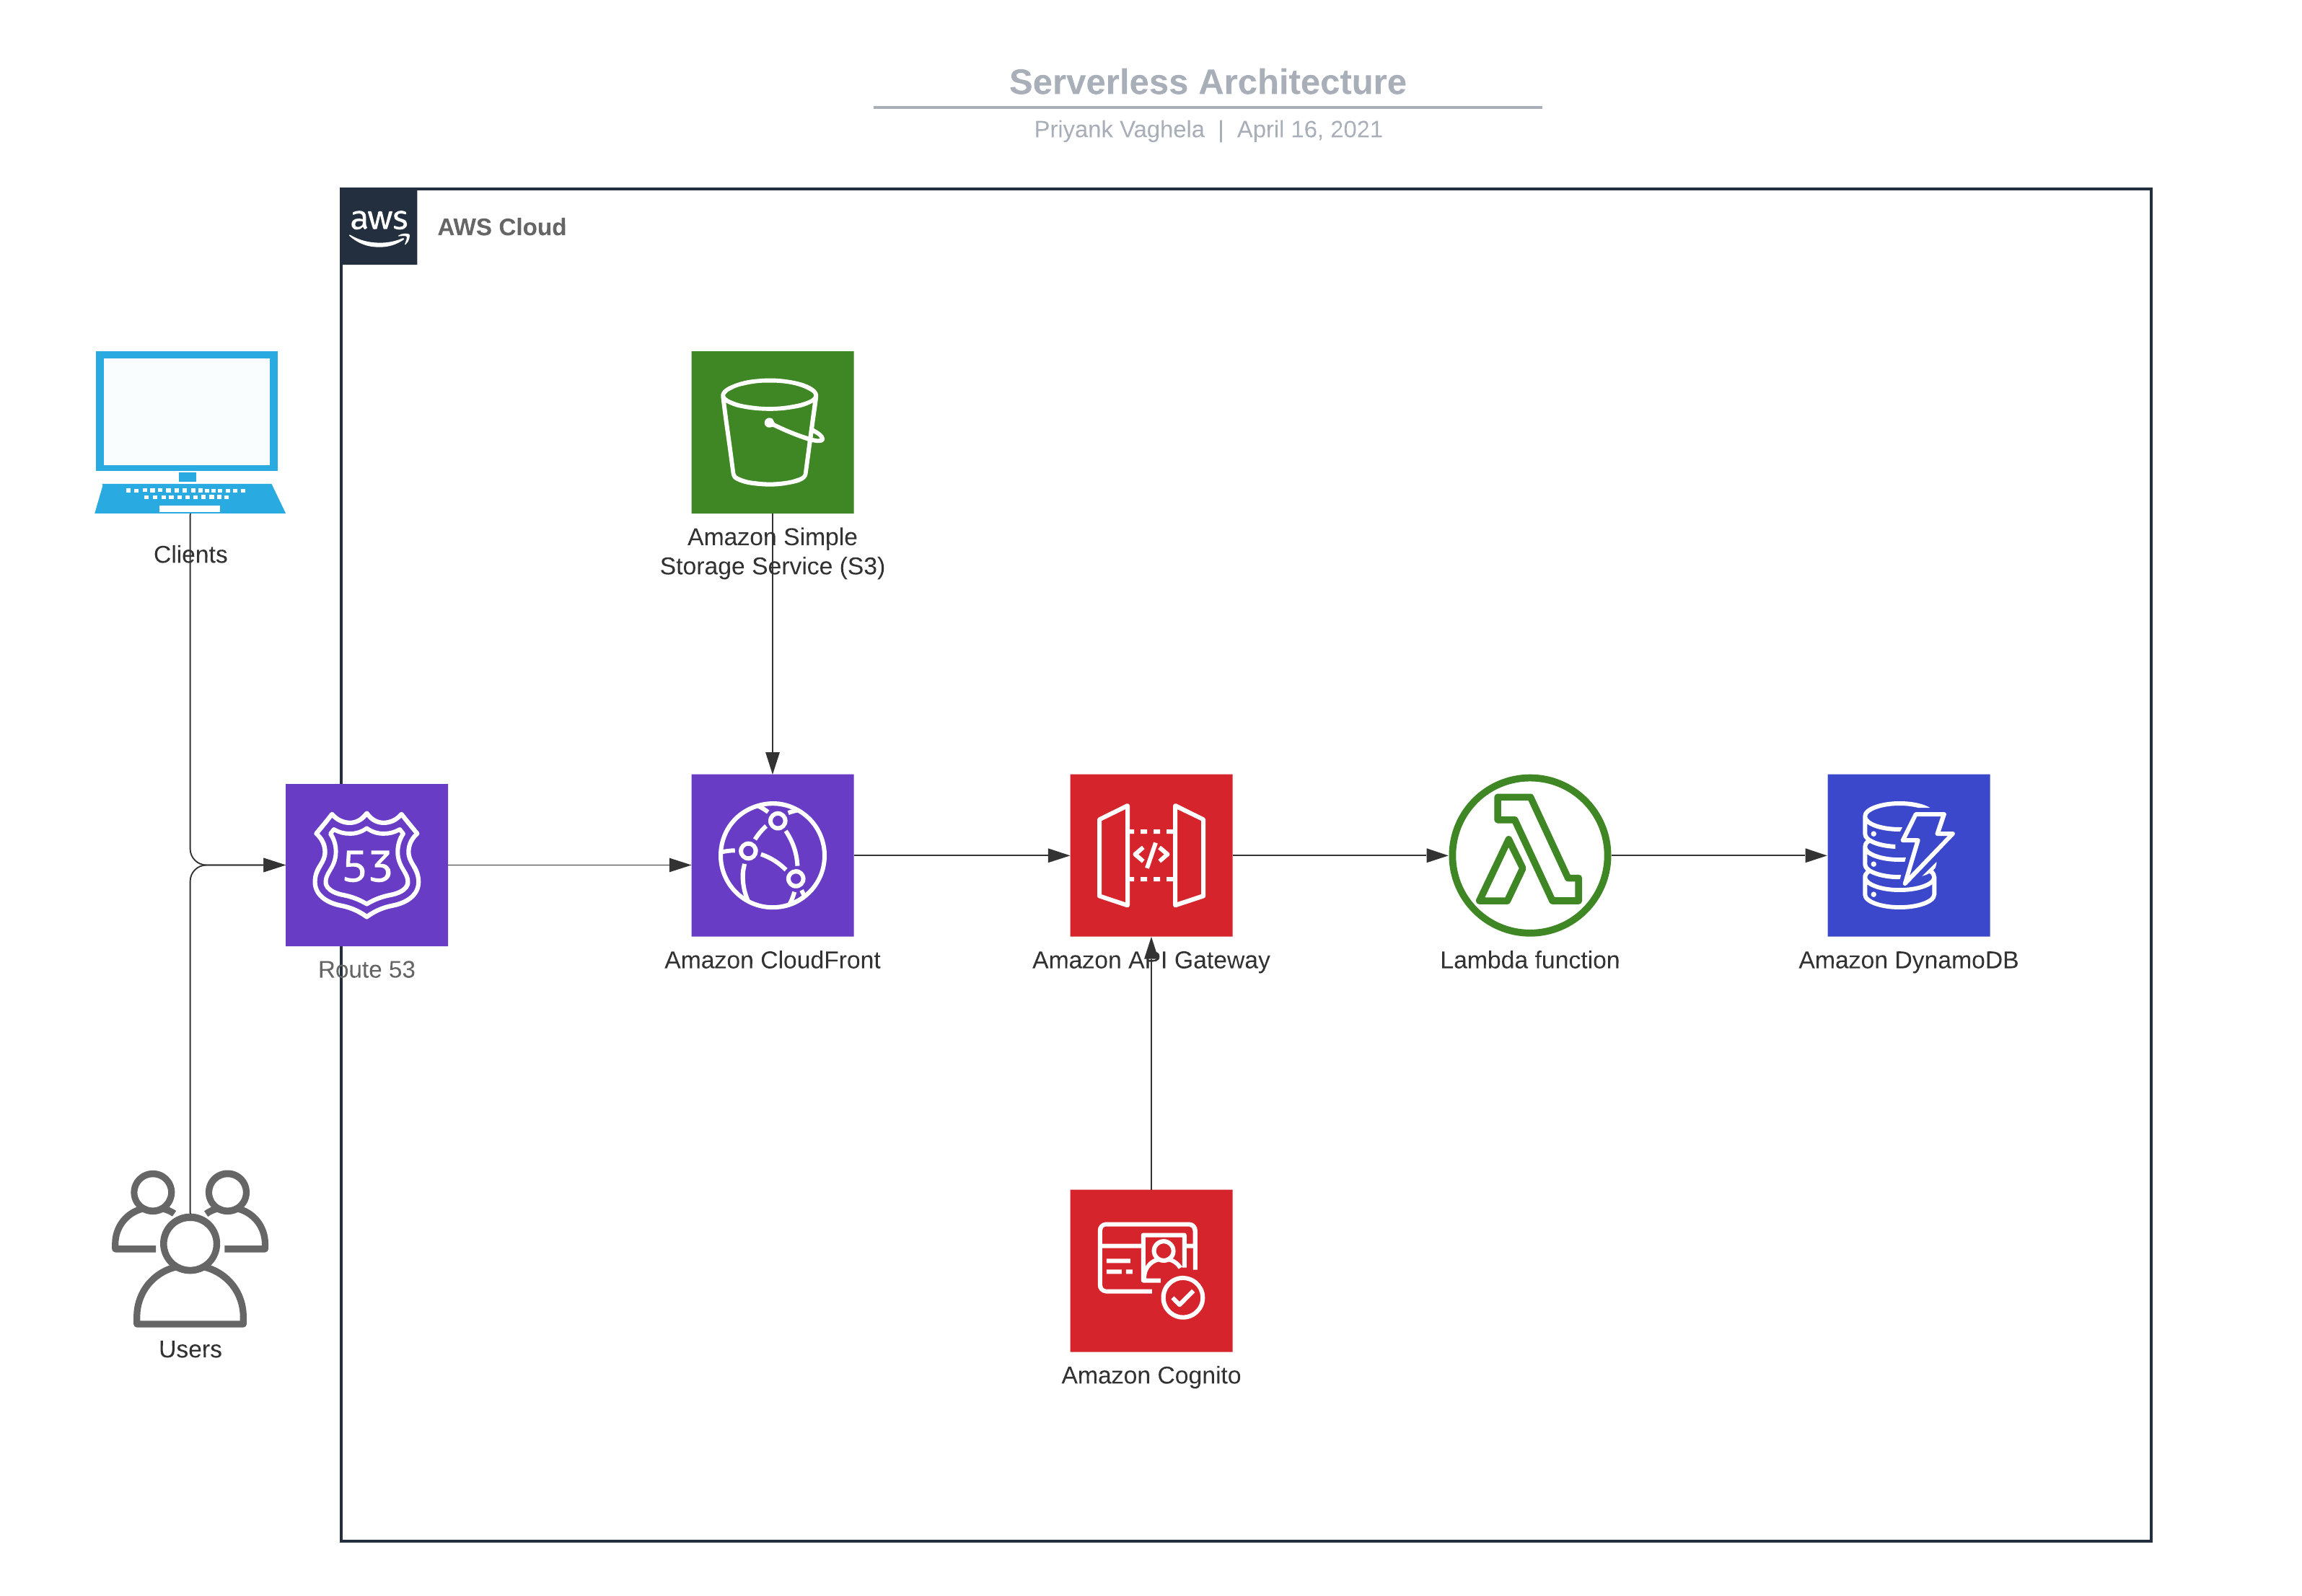 Serverless Architecture
Priyank Vaghela | April 16, 2021
aws
AWS Cloud
Clients
Amazon Simple
Storage Service (S3)
53
Route 53
Amazon CloudFront
</>
Amazon API Gateway
Lambda function
Amazon DynamoDB
Users
Amazon Cognito